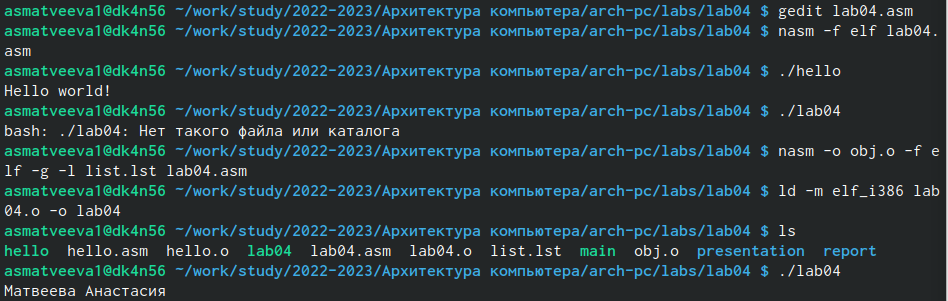 asmatveeva1@dk4n56 ~/work/study/2022-2023/Архитектура компьютера/arch-pc/labs/lab04 $ gedit lab04.asm
asmatveeva1@dk4n56 ~/work/study/2022-2023/Архитектура компьютера/arch-pc/labs/lab04 $ nasm -f elf lab04.
asm
asmatveeva1@dk4n56 ~/work/study/2022-2023/Архитектура компьютера/arch-pc/labs/lab04 $ ./hello
Hello world!
asmatveeva1@dk4n56 ~/work/study/2022-2023/Архитектура компьютера/arch-pc/labs/lab04 $ ./lab04
bash: ./lab04: Нет такого файла или каталога
asmatveeva1@dk4n56 ~/work/study/2022-2023/Архитектура компьютера/arch-pc/labs/lab04 $ nasm -o obj.o -f e
lf -g -l list.lst lab04.asm
asmatveeva1@dk4n56 ~/work/study/2022-2023/Архитектура компьютера/arch-pc/labs/lab04 $ ld -m elf_i386 lab
04.o -o lab04
asmatveeva1@dk4n56 ~/work/study/2022-2023/Архитектура компьютера/arch-pc/labs/lab04 $ ls
hello hello.asm hello.o lab04 lab04.asm lab04.o list.lst main obj.o presentation report
asmatveeva1@dk4n56 ~/work/study/2022-2023/Архитектура компьютера/arch-pc/labs/lab04 $ ./lab04
Матвеева Анастасия